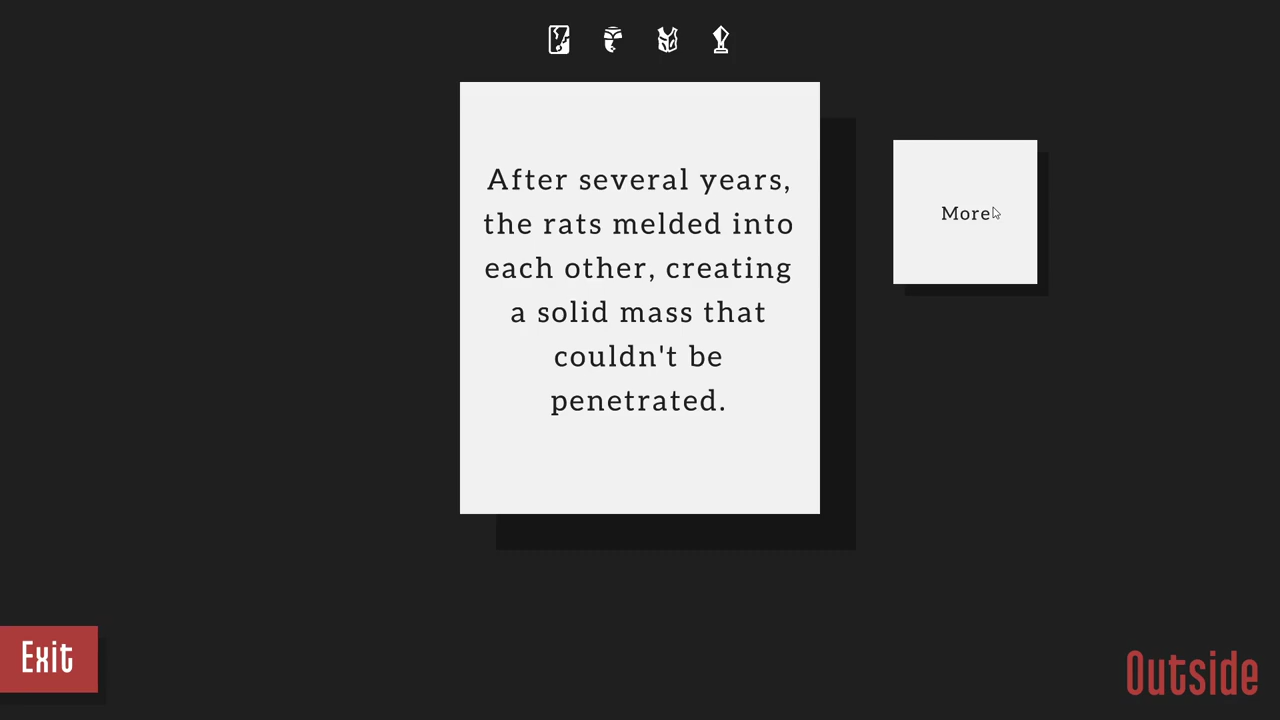 After several years,
the rats melded into
each other, creating
a solid mass that
couldn't be
penetrated.
More
Exit
Outside